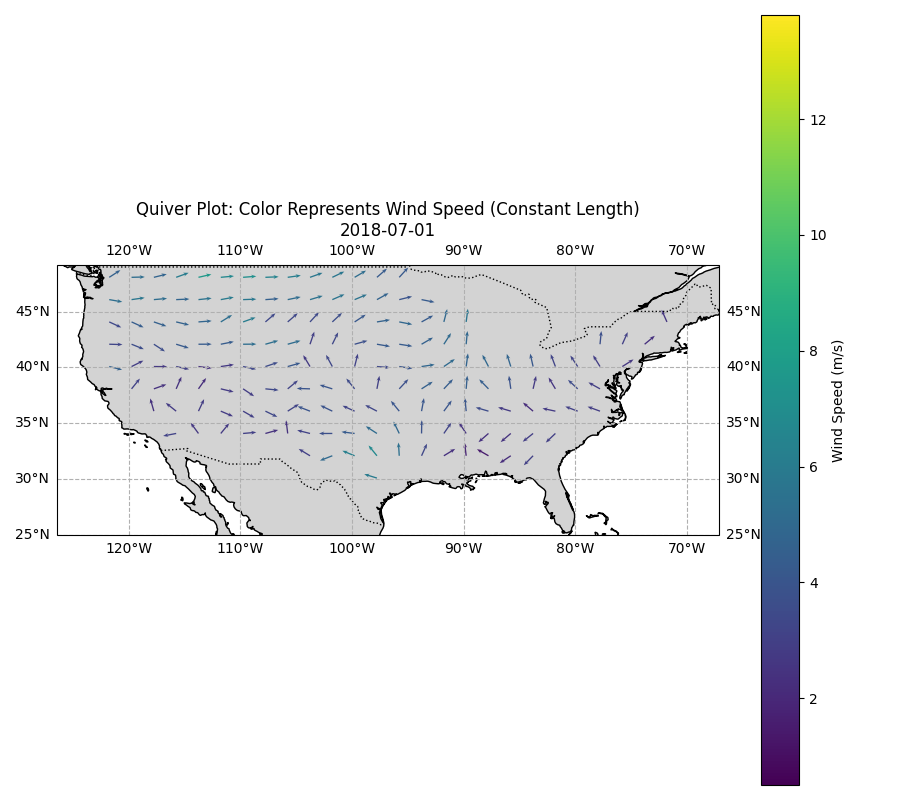 Quiver Plot: Color Represents Wind Speed (Constant Length)
2018-07-01
120°W 110°W 100°W 90°W 80°W 70°W
45°N 45°N
40°N 40°N
35°N 35°N
30°N 30°N
25°N 25°N
120°W 110°W 100°W 90°W 80°W 70°W
12
10
8
6
4
2
Wind Speed (m/s)